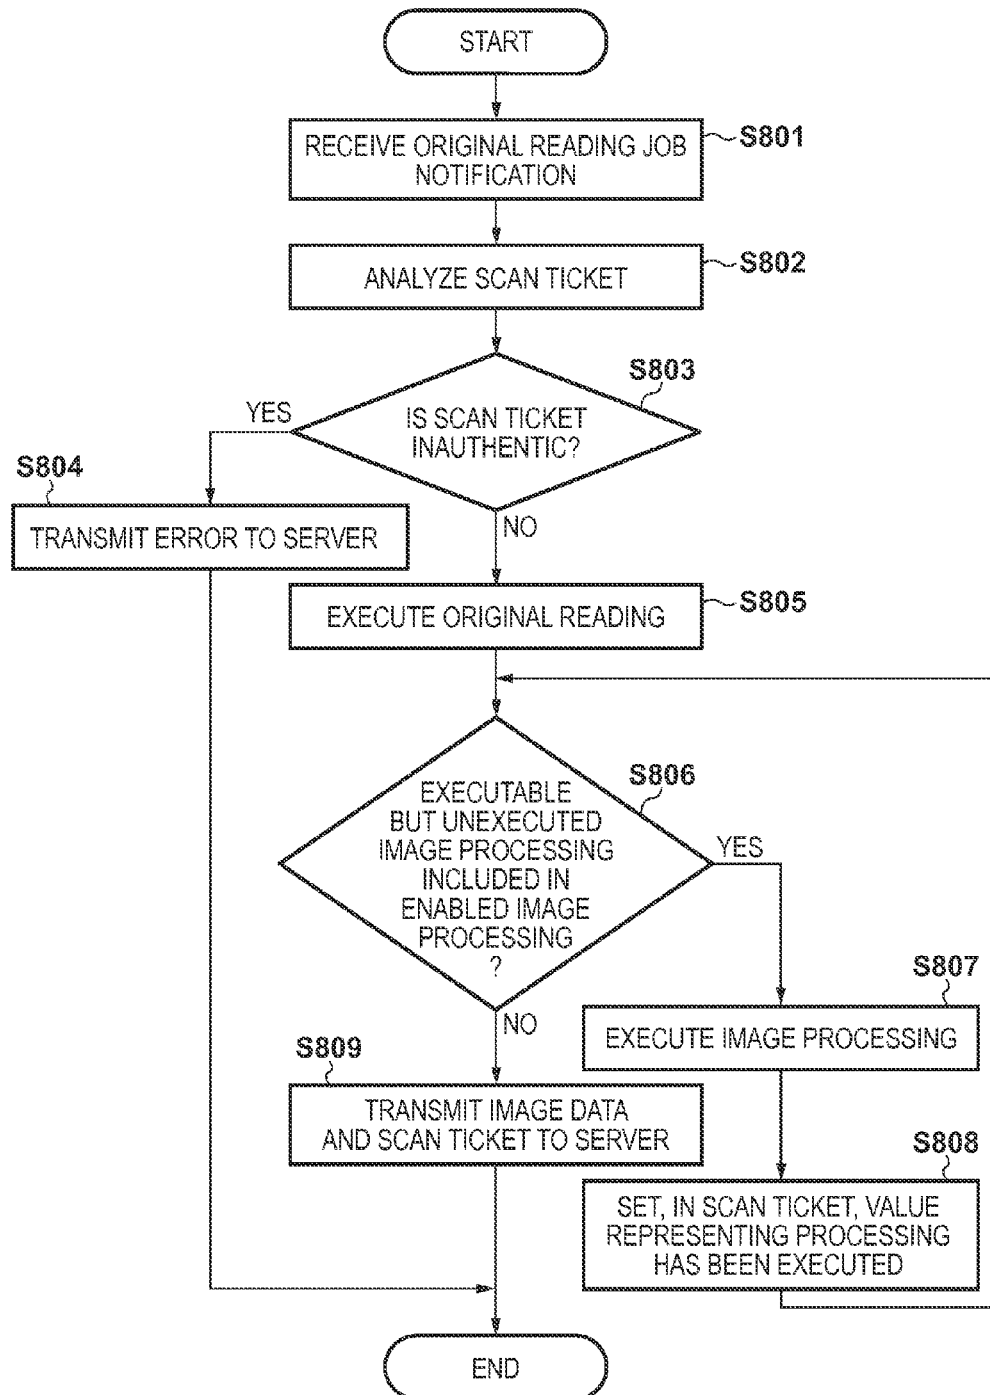 START
RECEIVE ORIGINAL READING JOB
NOTIFICATION
S801
ANALYZE SCAN TICKET
S802
S803
IS SCAN TICKET
INAUTHENTIC?
YES
NO
S804
TRANSMIT ERROR TO SERVER
EXECUTE ORIGINAL READING
S805
S806
EXECUTABLE
BUT UNEXECUTED
IMAGE PROCESSING
INCLUDED IN
ENABLED IMAGE
PROCESSING
?
YES
NO
S807
EXECUTE IMAGE PROCESSING
S809
TRANSMIT IMAGE DATA
AND SCAN TICKET TO SERVER
S808
SET, IN SCAN TICKET, VALUE
REPRESENTING PROCESSING
HAS BEEN EXECUTED
END